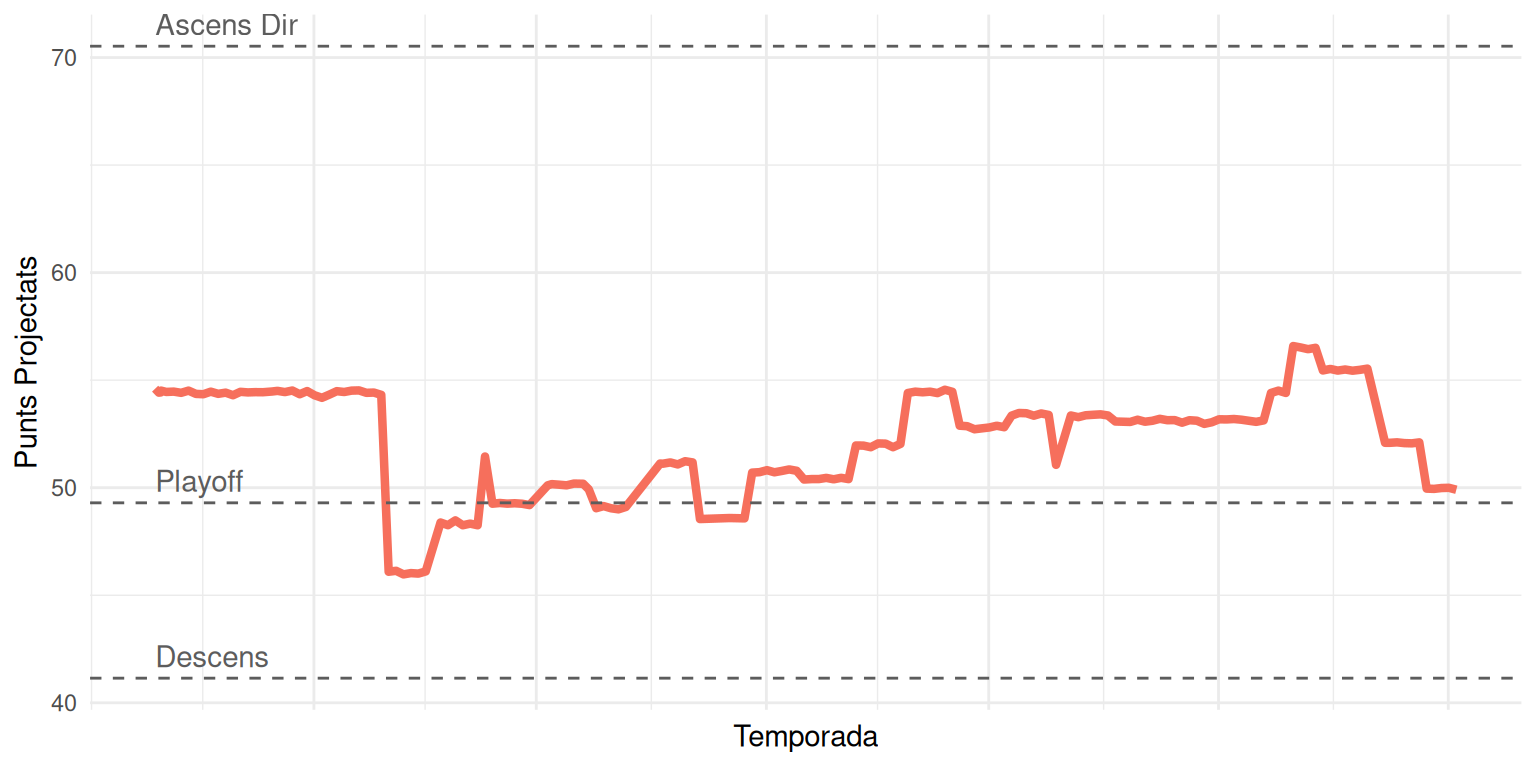 Ascens Dir
70
60
Punts Projectats
Playoff
50
Descens
40
Temporada